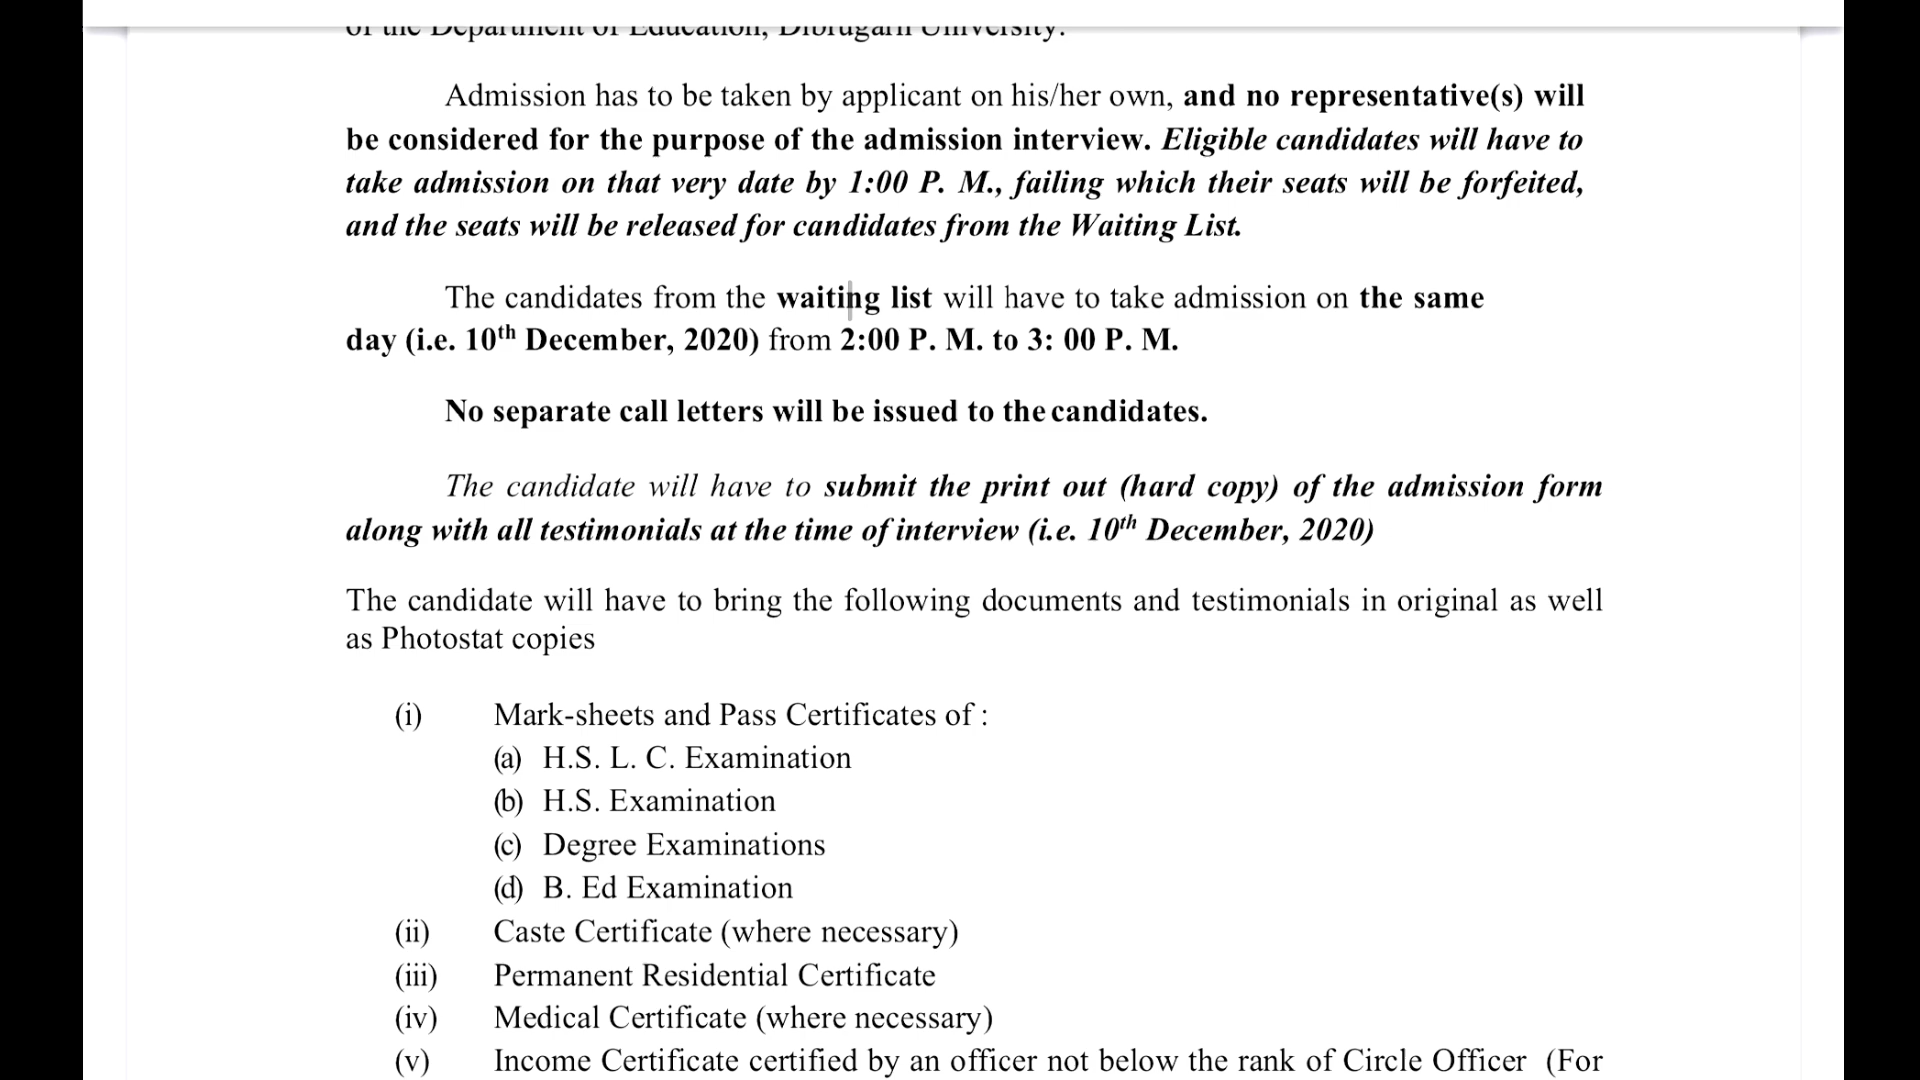 of the Department of Education, Dibrugarh University.
Admission has to be taken by applicant on his/her own, and no representative(s) will
be considered for the purpose of the admission interview. Eligible candidates will have to
take admission on that very date by 1:00 P. M., failing which their seats will be forfeited,
and the seats will be released for candidates from the Waiting List.
The candidates from the waiting list will have to take admission on the same
day (i.e. 10th December, 2020) from 2:00 P. M. to 3: 00 P. M.
No separate call letters will be issued to the candidates.
The candidate will have to submit the print out (hard copy) of the admission form
along with all testimonials at the time of interview (i.e. 10th December, 2020)
The candidate will have to bring the following documents and testimonials in original as well
as Photostat copies
(i) Mark-sheets and Pass Certificates of :
(a) H.S. L. C. Examination
(b) H.S. Examination
(c) Degree Examinations
(d) B. Ed Examination
(ii) Caste Certificate (where necessary)
(iii) Permanent Residential Certificate
(iv) Medical Certificate (where necessary)
(v) Income Certificate certified by an officer not below the rank of Circle Officer (For